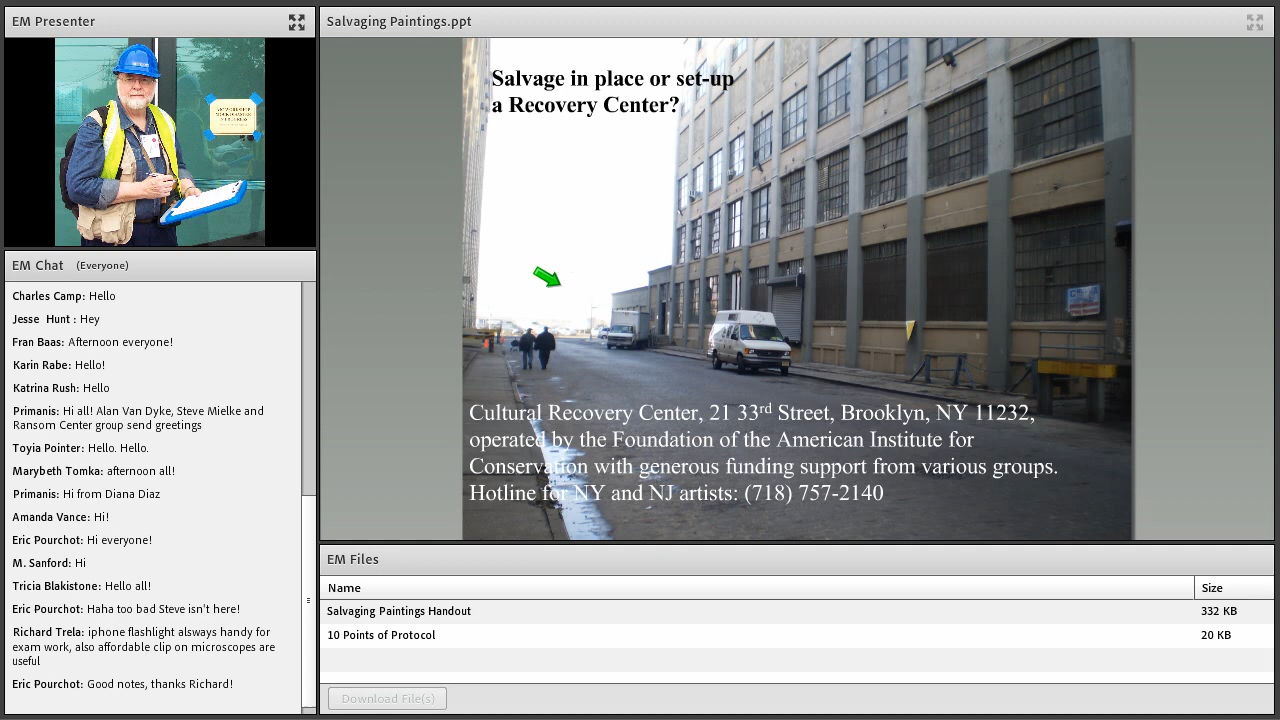 EM Presenter
EM Chat (Everyone)
Charles Camp: Hello
Jesse Hunt : Hey
Fran Baas: Afternoon everyone!
Karin Rabe: Hello!
Katrina Rush: Hello
Primanis: Hi all! Alan Van Dyke, Steve Mielke and
Ransom Center group send greetings
Toyia Pointer: Hello. Hello.
Marybeth Tomka: afternoon all!
Primanis: Hi from Diana Diaz
Amanda Vance: Hi!
Eric Pourchot: Hi everyone!
M. Sanford: Hi
Tricia Blakistone: Hello all!
Eric Pourchot: Haha too bad Steve isn't here!
Richard Trela: iphone flashlight alsways handy for
exam work, also affordable clip on microscopes are
useful
Eric Pourchot: Good notes, thanks Richard!
Salvaging Paintings.ppt
Salvage in place or set-up
a Recovery Center?
Cultural Recovery Center, 21 33rd Street, Brooklyn, NY 11232,
operated by the Foundation of the American Institute for
Conservation with generous funding support from various groups.
Hotline for NY and NJ artists: (718) 757-2140
EM Files
Name Size
Salvaging Paintings Handout 332 KB
10 Points of Protocol 20 KB
Download File(s)